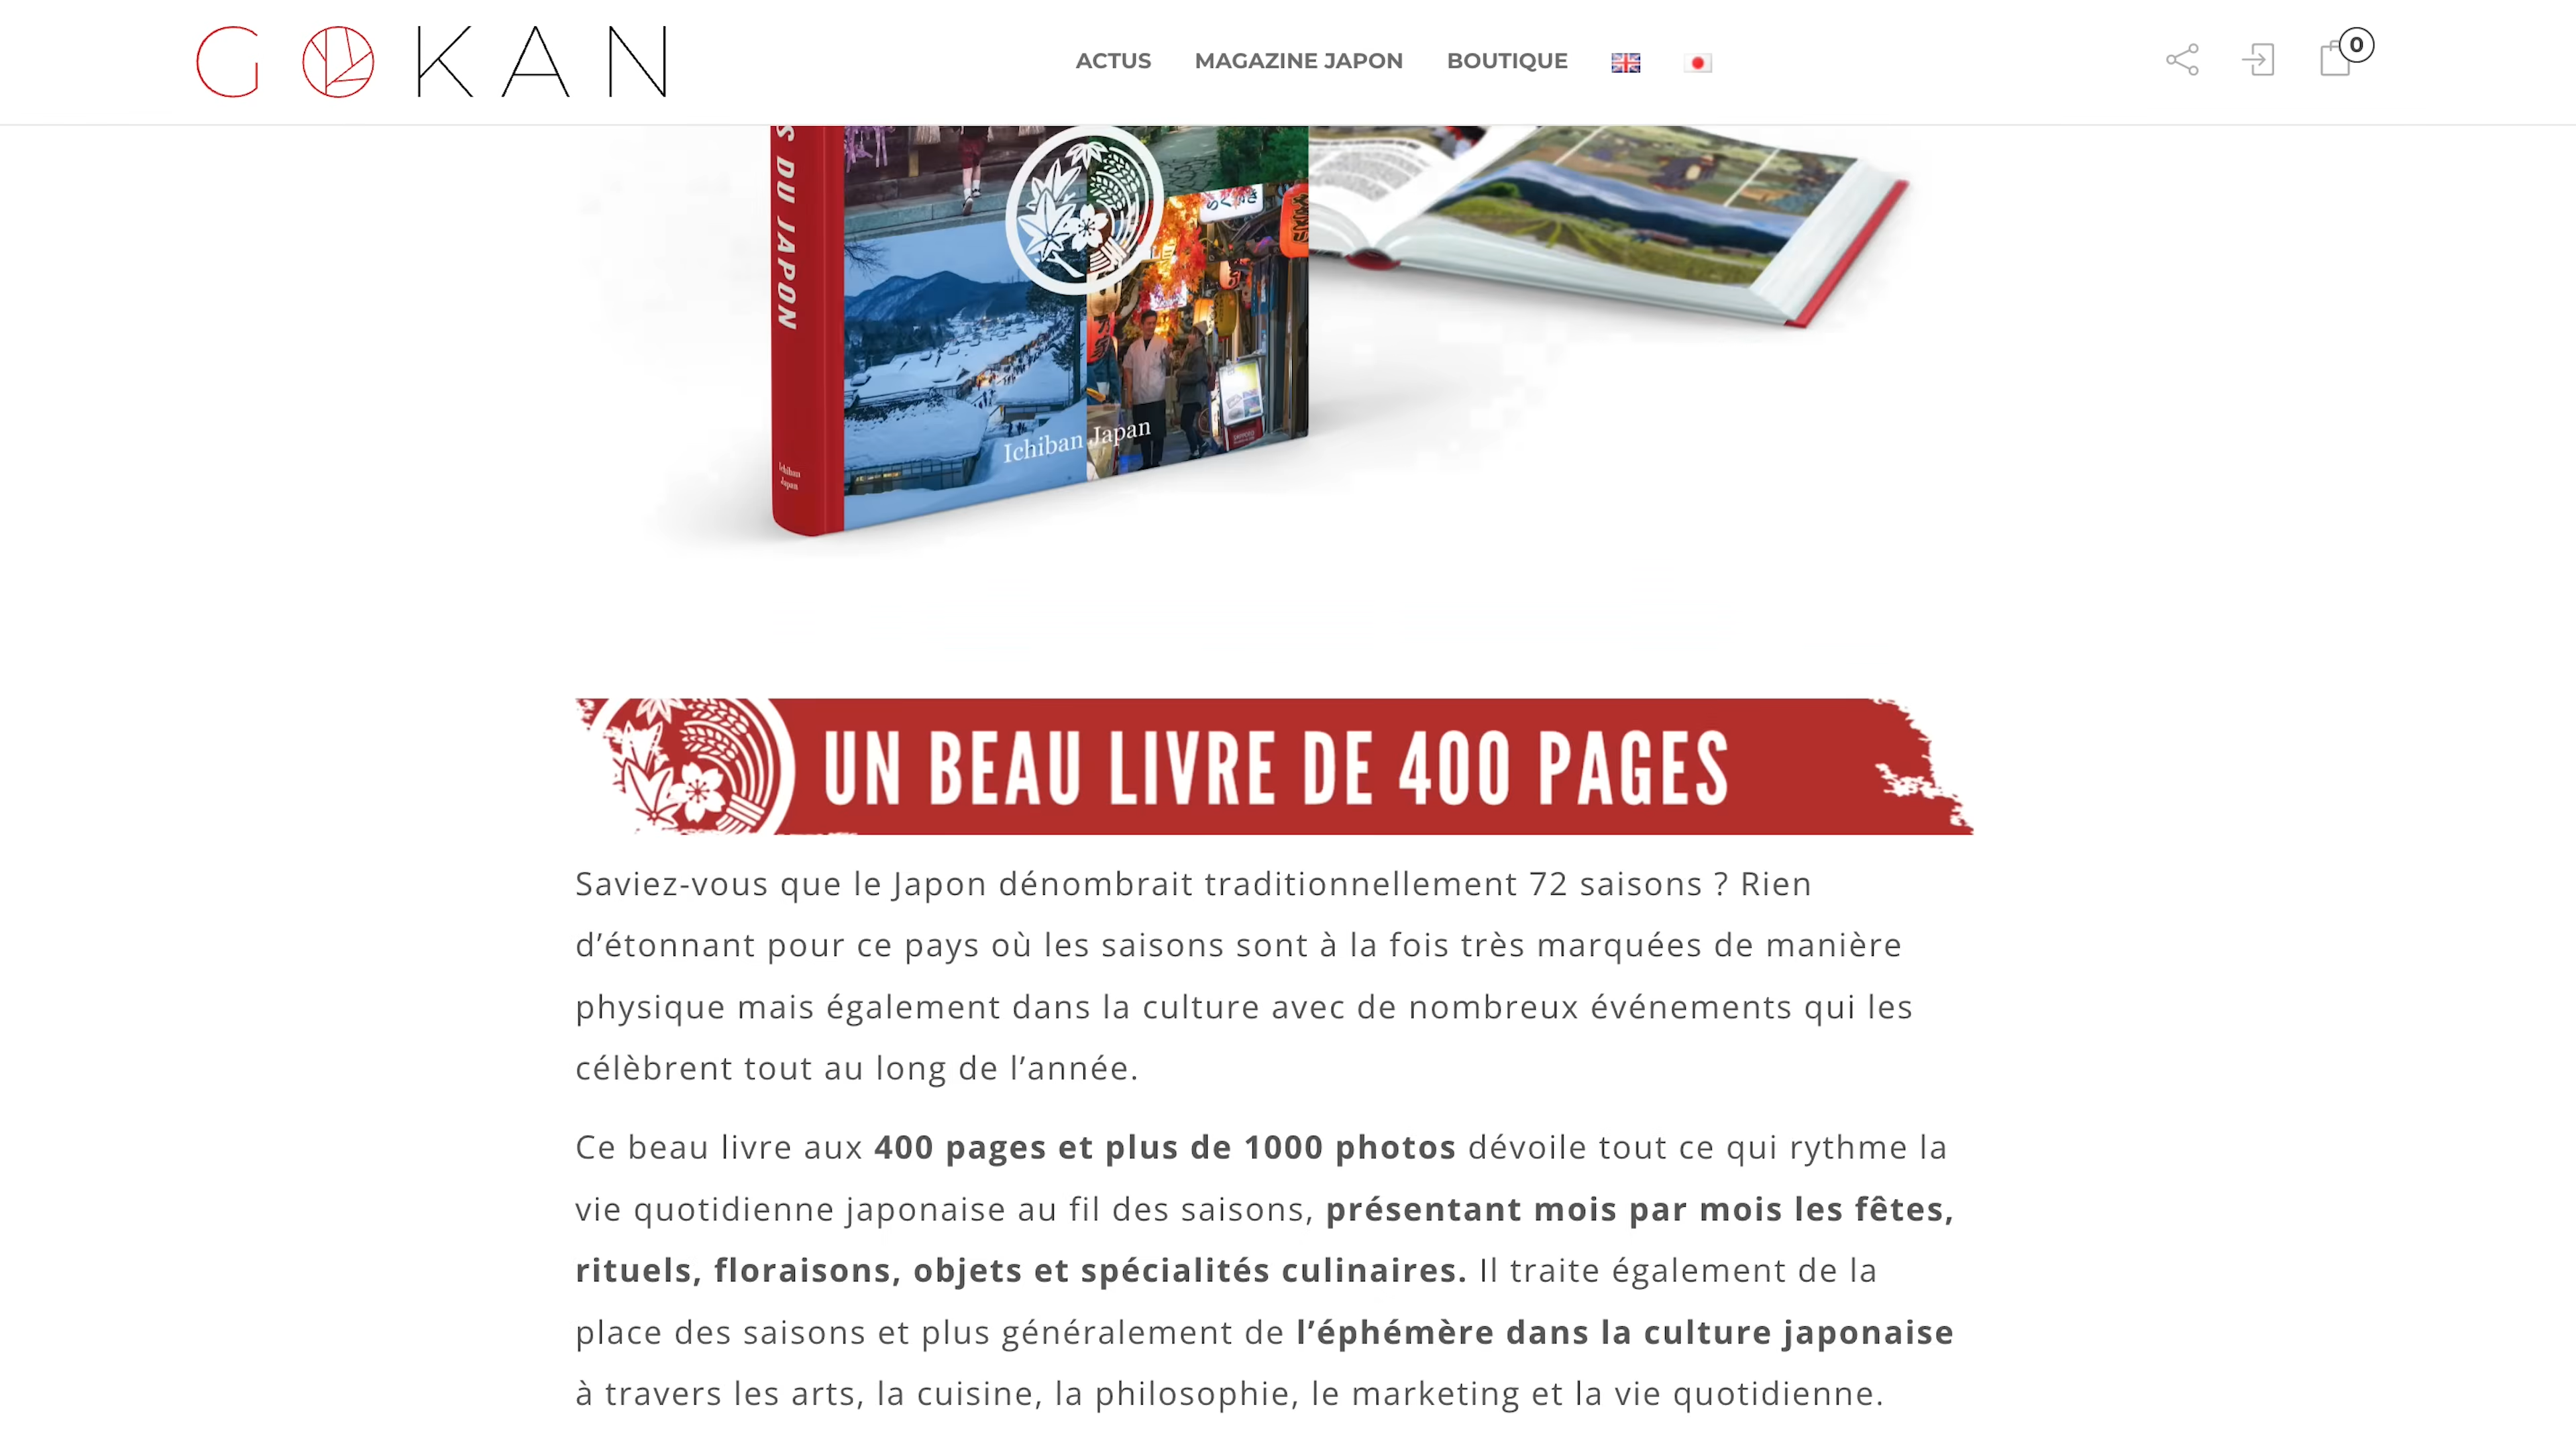 GOKAN
ACTUS MAGAZINE JAPON BOUTIQUE
0
S DU JAPON
Ichiban Japan
Ichiban
Japan
UN BEAU LIVRE DE 400 PAGES
Saviez-vous que le Japon dénombrait traditionnellement 72 saisons ? Rien
d’étonnant pour ce pays où les saisons sont à la fois très marquées de manière
physique mais également dans la culture avec de nombreux événements qui les
célèbrent tout au long de l’année.
Ce beau livre aux 400 pages et plus de 1000 photos dévoile tout ce qui rythme la
vie quotidienne japonaise au fil des saisons, présentant mois par mois les fêtes,
rituels, floraisons, objets et spécialités culinaires. Il traite également de la
place des saisons et plus généralement de l’éphémère dans la culture japonaise
à travers les arts, la cuisine, la philosophie, le marketing et la vie quotidienne.